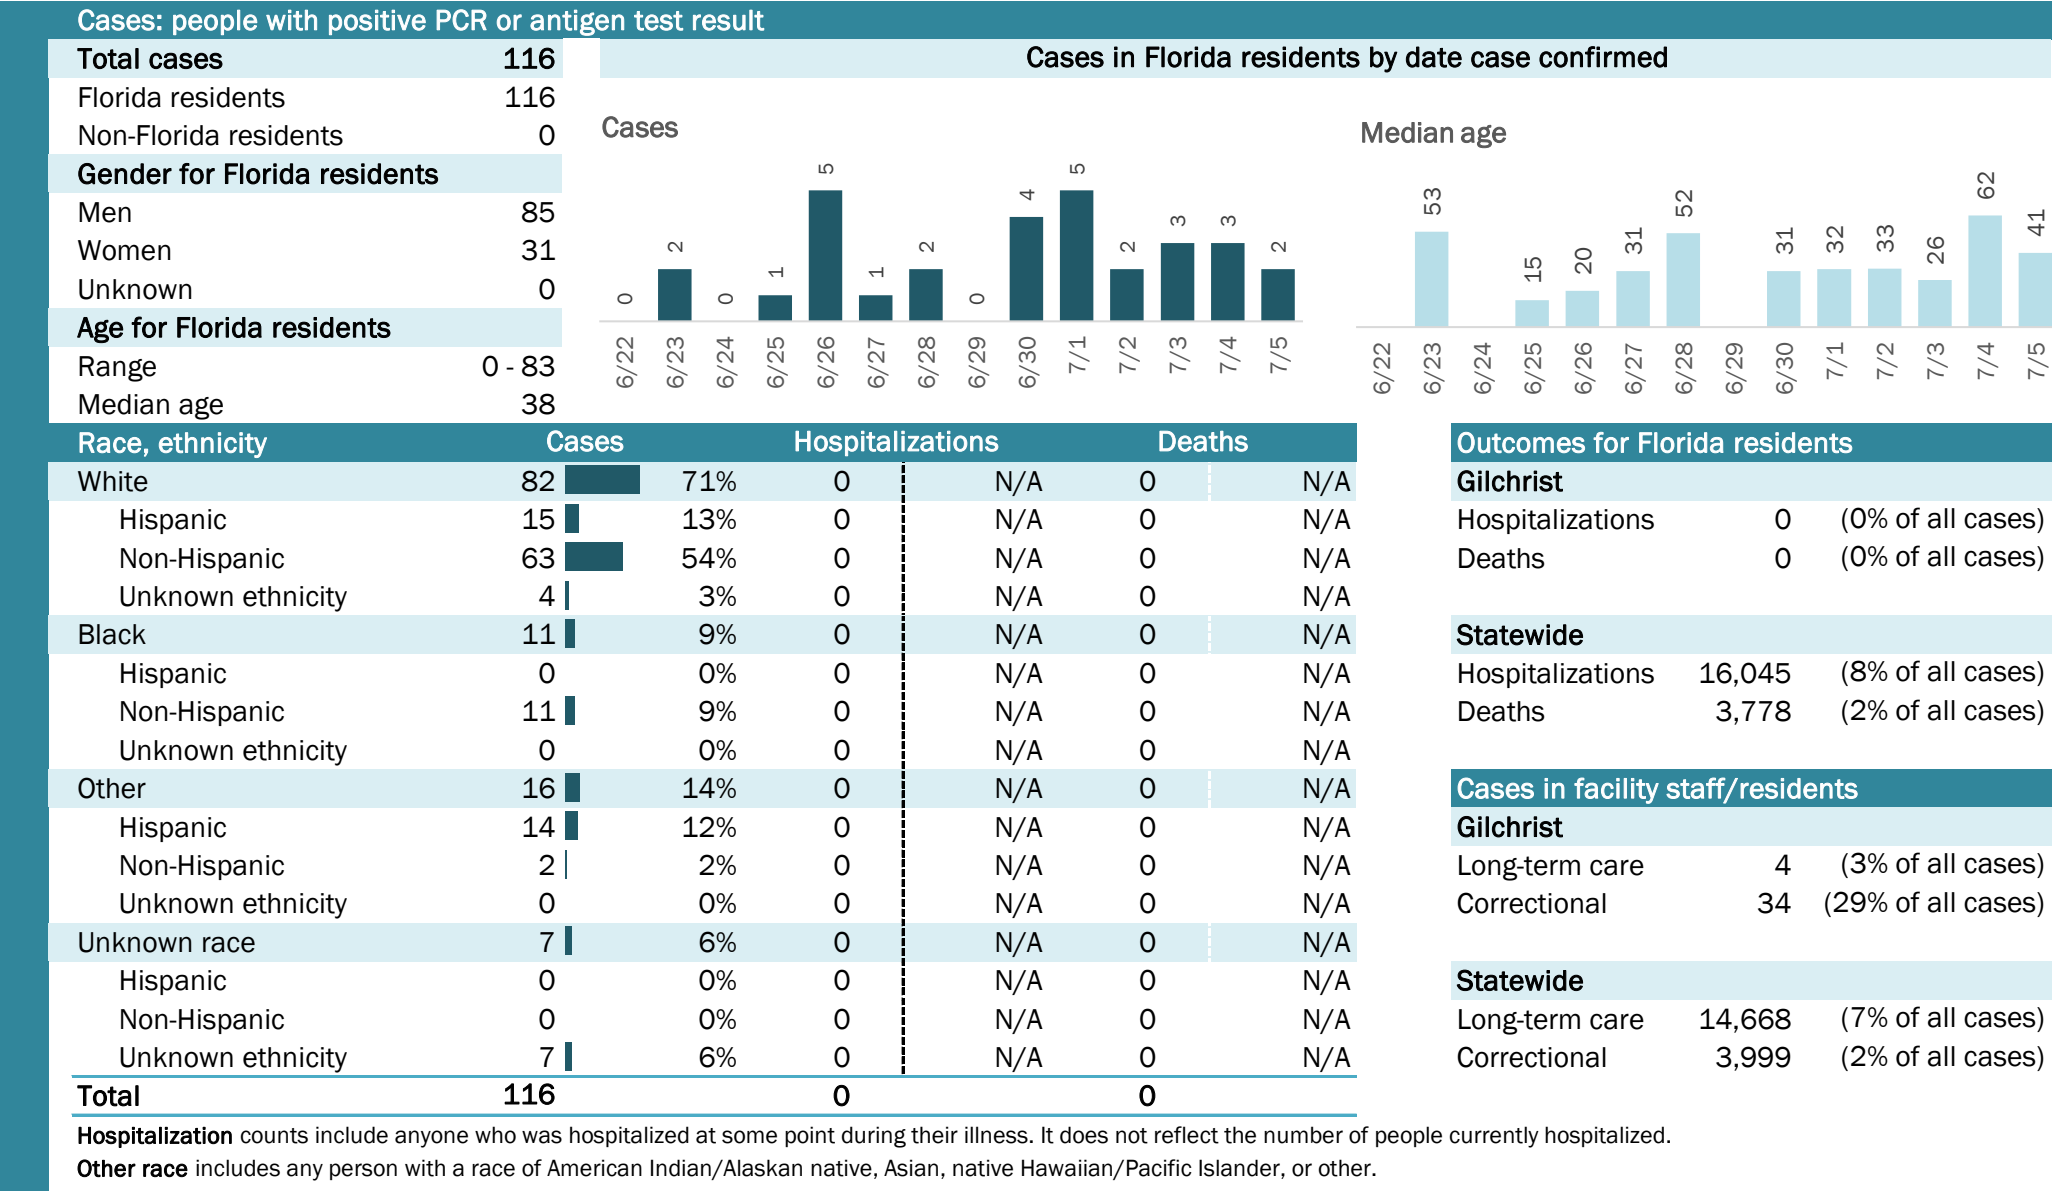 Cases: people with positive PCR or antigen test result
Total cases 116
Florida residents 116
Non-Florida residents 0
Gender for Florida residents
Men 85
Women 31
Unknown 0
Age for Florida residents
Range 0 - 83
Median age 38
Cases in Florida residents by date case confirmed
Cases
0 2 0 1 5 1 2 0 4 5 2 3 3 2
6/22 6/23 6/24 6/25 6/26 6/27 6/28 6/29 6/30 7/1 7/2 7/3 7/4 7/5
Median age
53 15 20 31 52 31 32 33 26 62 41
6/22 6/23 6/24 6/25 6/26 6/27 6/28 6/29 6/30 7/1 7/2 7/3 7/4 7/5
Race, ethnicity Cases Hospitalizations Deaths
White 82 71% 0 N/A 0 N/A
Hispanic 15 13% 0 N/A 0 N/A
Non-Hispanic 63 54% 0 N/A 0 N/A
Unknown ethnicity 4 3% 0 N/A 0 N/A
Black 11 9% 0 N/A 0 N/A
Hispanic 0 0% 0 N/A 0 N/A
Non-Hispanic 11 9% 0 N/A 0 N/A
Unknown ethnicity 0 0% 0 N/A 0 N/A
Other 16 14% 0 N/A 0 N/A
Hispanic 14 12% 0 N/A 0 N/A
Non-Hispanic 2 2% 0 N/A 0 N/A
Unknown ethnicity 0 0% 0 N/A 0 N/A
Unknown race 7 6% 0 N/A 0 N/A
Hispanic 0 0% 0 N/A 0 N/A
Non-Hispanic 0 0% 0 N/A 0 N/A
Unknown ethnicity 7 6% 0 N/A 0 N/A
Total 116 0 0
Outcomes for Florida residents
Gilchrist
Hospitalizations 0 (0% of all cases)
Deaths 0 (0% of all cases)
Statewide
Hospitalizations 16,045 (8% of all cases)
Deaths 3,778 (2% of all cases)
Cases in facility staff/residents
Gilchrist
Long-term care 4 (3% of all cases)
Correctional 34 (29% of all cases)
Statewide
Long-term care 14,668 (7% of all cases)
Correctional 3,999 (2% of all cases)
Hospitalization counts include anyone who was hospitalized at some point during their illness. It does not reflect the number of people currently hospitalized.
Other race includes any person with a race of American Indian/Alaskan native, Asian, native Hawaiian/Pacific Islander, or other.